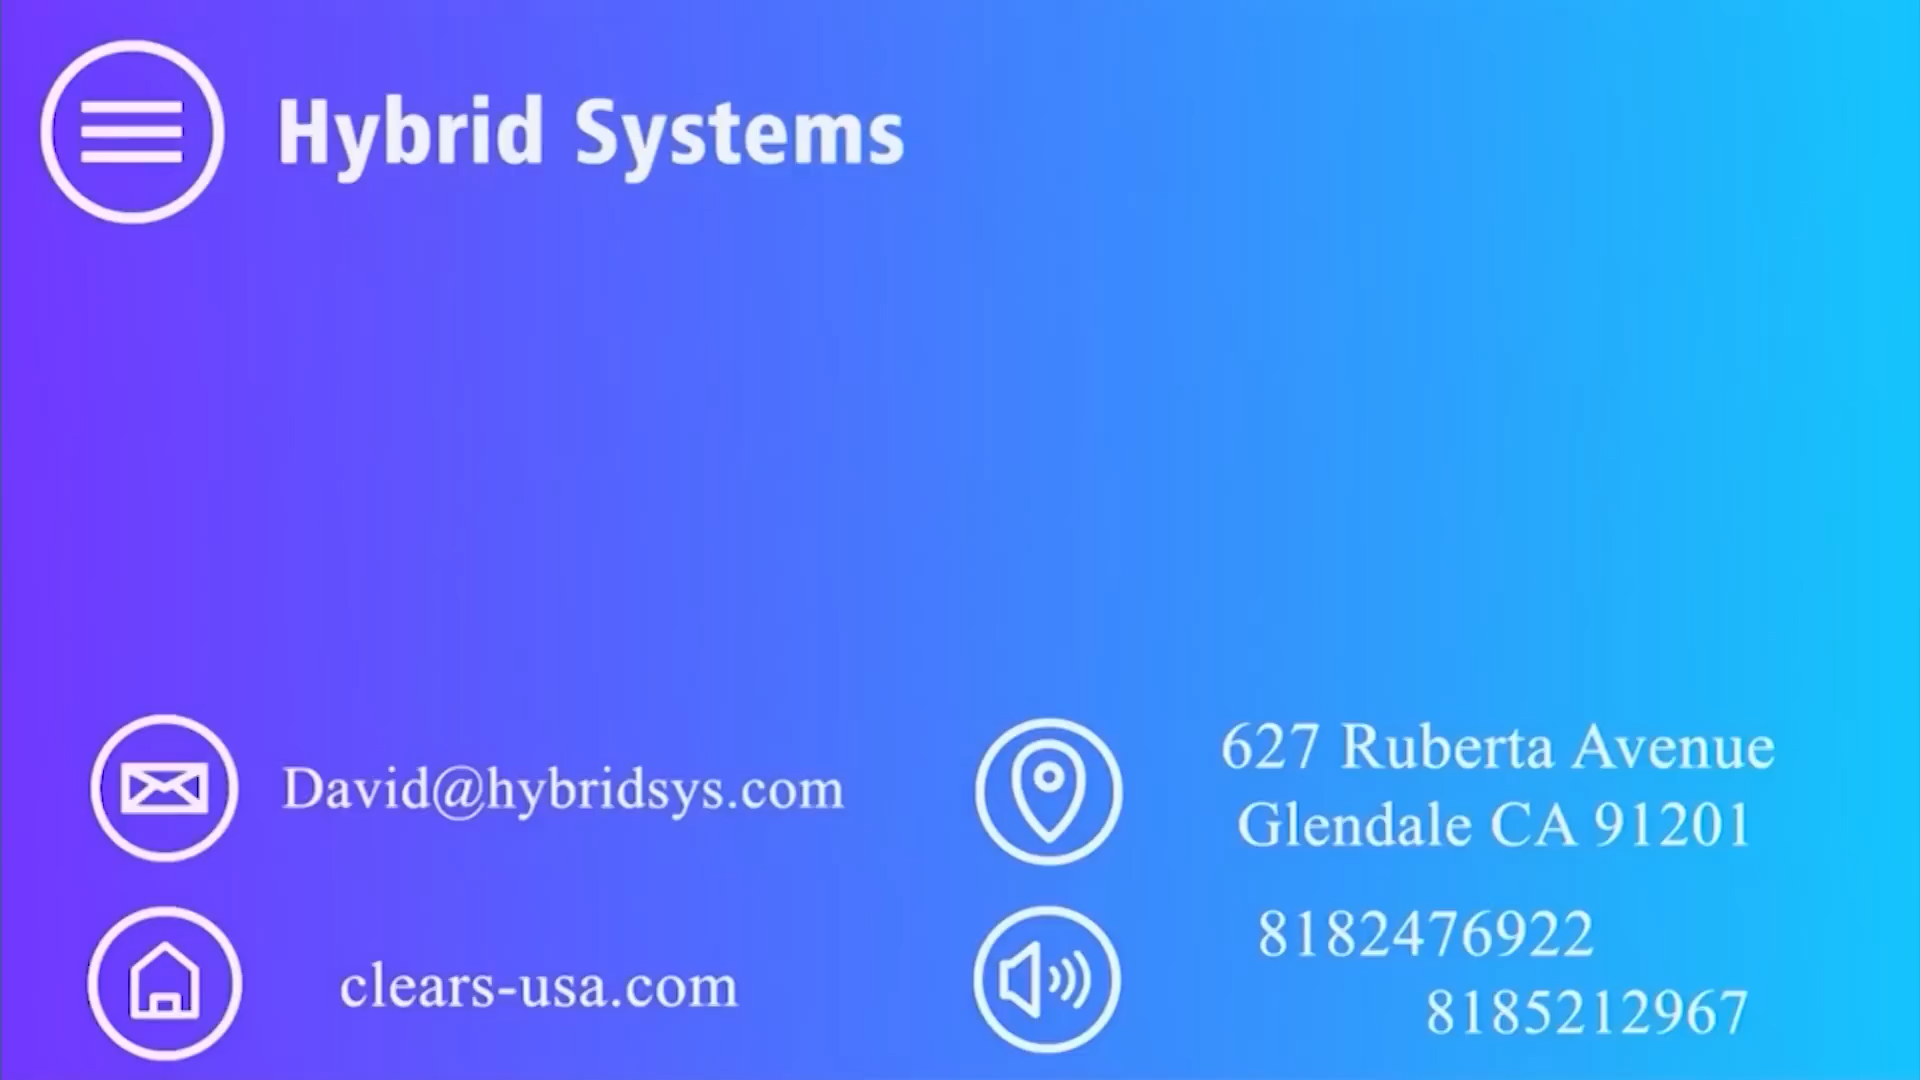 Hybrid Systems
David@hybridsys.com
627 Ruberta Avenue
Glendale CA 91201
clears-usa.com
8182476922
8185212967